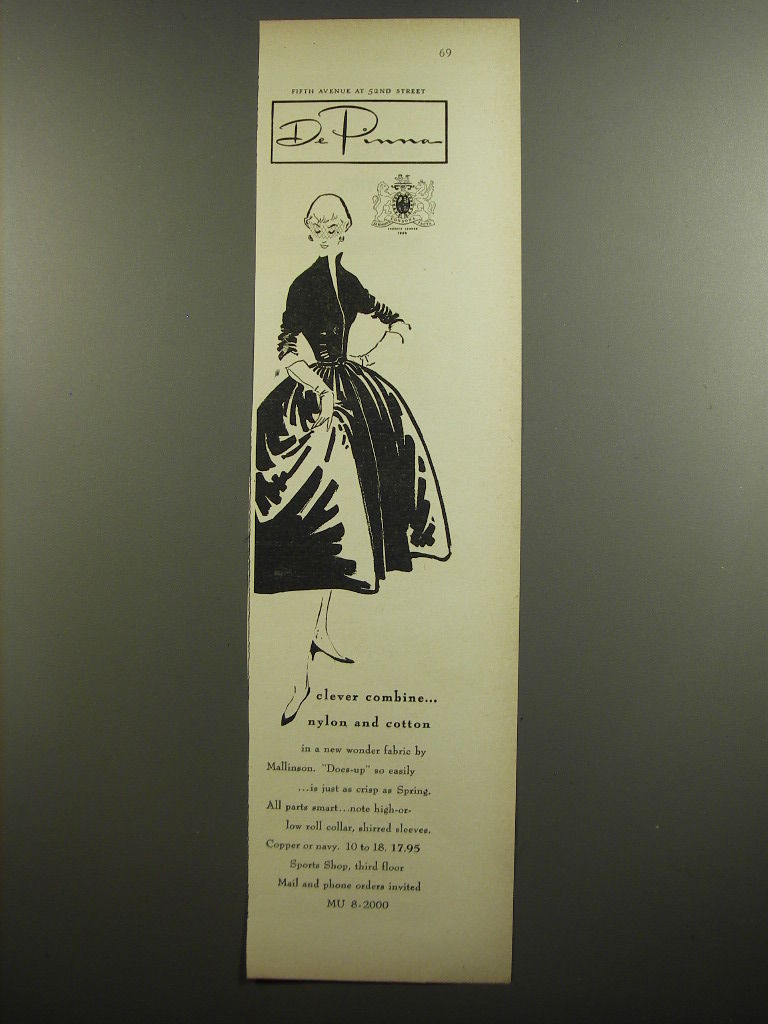 69
FIFTH AVENUE AT 52ND STREET
De Pinna
clever combine...
nylon and cotton
in a new wonder fabric by
Mallinson. "Does-up" so easily
...is just as crisp as Spring.
All parts smart...note high-or-
low roll collar, shirred sleeves.
Copper or navy. 10 to 18. 17.95
Sports Shop, third floor
Mail and phone orders invited
MU 8-2000